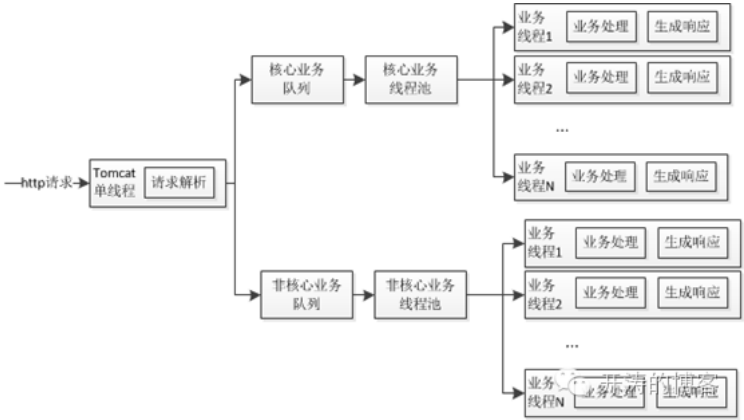 http请求
Tomcat
单线程
请求解析
核心业务
队列
核心业务
线程池
业务
线程1
业务处理
生成响应
业务
线程2
业务处理
生成响应
...
业务
线程N
业务处理
生成响应
非核心业务
队列
非核心业务
线程池
业务
线程1
业务处理
生成响应
业务
线程2
业务处理
生成响应
...
业务
线程N
业务处理
生成响应
开涛的博客